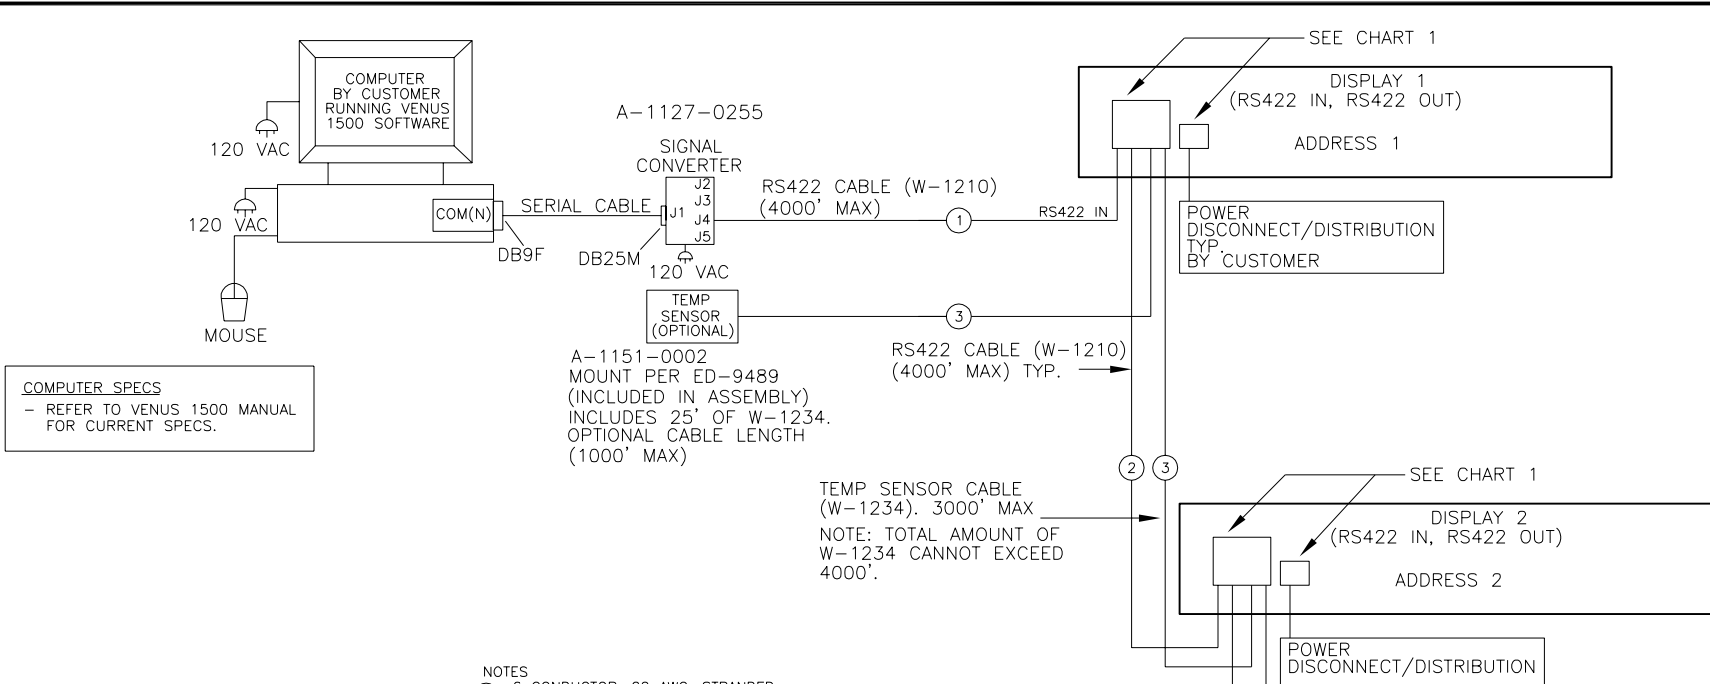 COMPUTER
BY CUSTOMER
RUNNING VENUS
1500 SOFTWARE
120 VAC
120 VAC
COM(N)
SERIAL CABLE
DB9F
DB25M
MOUSE
A-1127-0255
SIGNAL
CONVERTER
J1
J2
J3
J4
J5
120 VAC
RS422 CABLE (W-1210)
(4000' MAX)
1
RS422 IN
SEE CHART 1
DISPLAY 1
(RS422 IN, RS422 OUT)
ADDRESS 1
POWER
DISCONNECT/DISTRIBUTION
TYP.
BY CUSTOMER
TEMP
SENSOR
(OPTIONAL)
3
A-1151-0002
MOUNT PER ED-9489
(INCLUDED IN ASSEMBLY)
INCLUDES 25' OF W-1234.
OPTIONAL CABLE LENGTH
(1000' MAX)
RS422 CABLE (W-1210)
(4000' MAX) TYP.
COMPUTER SPECS
- REFER TO VENUS 1500 MANUAL
FOR CURRENT SPECS.
2
3
TEMP SENSOR CABLE
(W-1234). 3000' MAX
NOTE: TOTAL AMOUNT OF
W-1234 CANNOT EXCEED
4000'.
SEE CHART 1
DISPLAY 2
(RS422 IN, RS422 OUT)
ADDRESS 2
POWER
DISCONNECT/DISTRIBUTION
NOTES